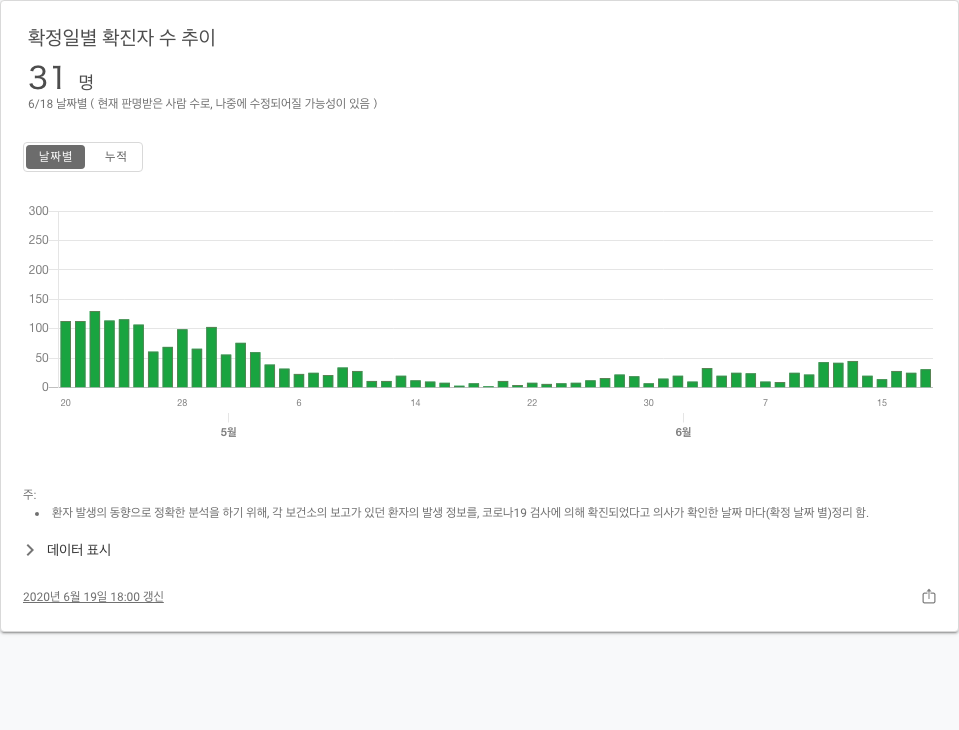 확정일별 확진자 수 추이
31 명
6/18 날짜별 ( 현재 판명받은 사람 수로, 나중에 수정되어질 가능성이 있음 )
날짜별 누적
300
250
200
150
100
50
0
20 28 6 14 22 30 7 15
5월 6월
주:
• 환자 발생의 동향으로 정확한 분석을 하기 위해, 각 보건소의 보고가 있던 환자의 발생 정보를, 코로나19 검사에 의해 확진되었다고 의사가 확인한 날짜 마다(확정 날짜 별)정리 함.
데이터 표시
2020년 6월 19일 18:00 갱신